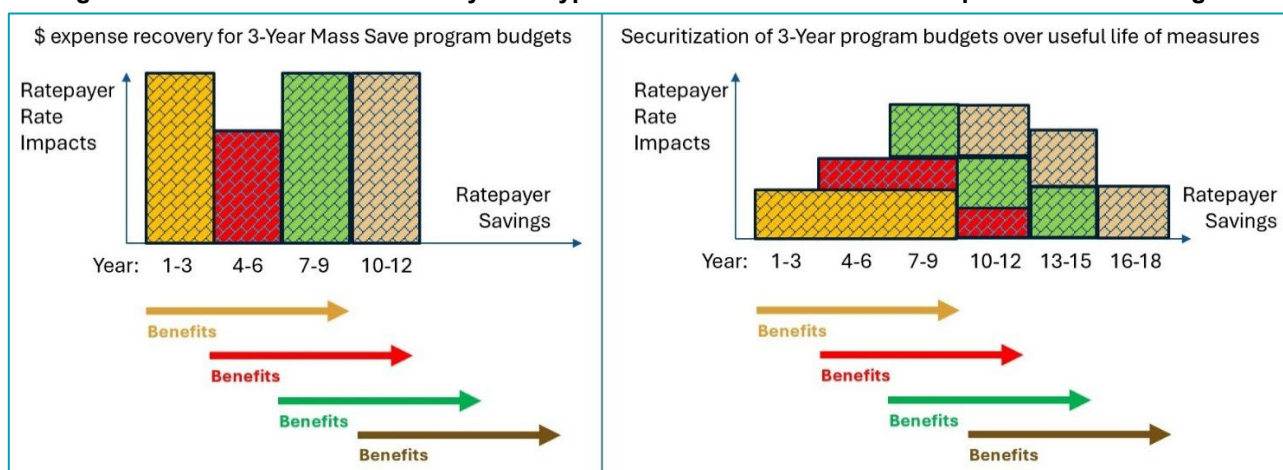 $ expense recovery for 3-Year Mass Save program budgets
Ratepayer
Rate
Impacts
Ratepayer
Savings
Year: 1-3 4-6 7-9 10-12
Benefits
Benefits
Benefits
Benefits
Securitization of 3-Year program budgets over useful life of measures
Ratepayer
Rate
Impacts
Ratepayer
Savings
Year: 1-3 4-6 7-9 10-12 13-15 16-18
Benefits
Benefits
Benefits
Benefits